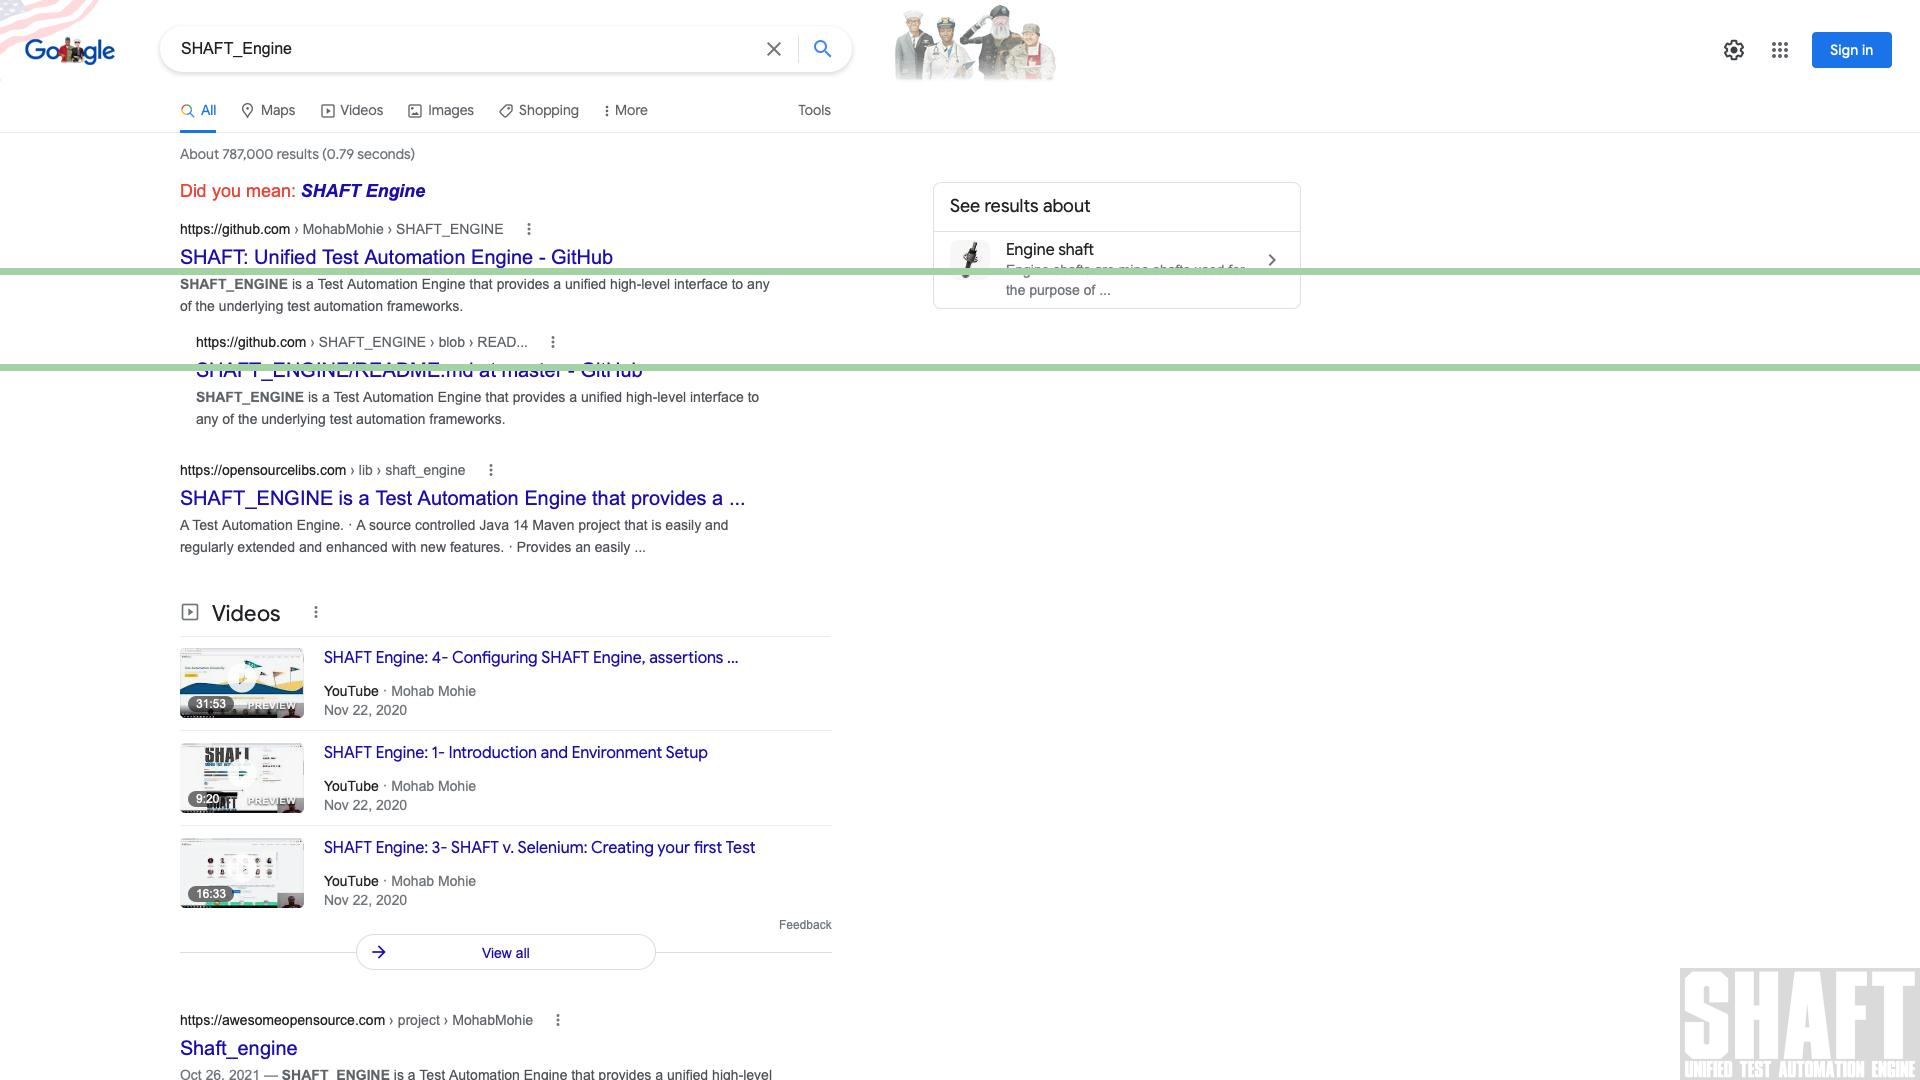 Google
SHAFT_Engine
Sign in
All
Maps
Videos
Images
Shopping
More
Tools
About 787,000 results (0.79 seconds)
Did you mean: SHAFT Engine
https://github.com › MohabMohie › SHAFT_ENGINE
SHAFT: Unified Test Automation Engine - GitHub
SHAFT_ENGINE is a Test Automation Engine that provides a unified high-level interface to any
of the underlying test automation frameworks.
https://github.com › SHAFT_ENGINE › blob › READ...
SHAFT_ENGINE/README.md at master - GitHub
SHAFT_ENGINE is a Test Automation Engine that provides a unified high-level interface to
any of the underlying test automation frameworks.
https://opensourcelibs.com › lib › shaft_engine
SHAFT_ENGINE is a Test Automation Engine that provides a ...
A Test Automation Engine. · A source controlled Java 14 Maven project that is easily and
regularly extended and enhanced with new features. · Provides an easily ...
Videos
31:53
PREVIEW
SHAFT Engine: 4- Configuring SHAFT Engine, assertions ...
YouTube · Mohab Mohie
Nov 22, 2020
SHAFT
9:20
PREVIEW
SHAFT Engine: 1- Introduction and Environment Setup
YouTube · Mohab Mohie
Nov 22, 2020
16:33
SHAFT Engine: 3- SHAFT v. Selenium: Creating your first Test
YouTube · Mohab Mohie
Nov 22, 2020
Feedback
View all
https://awesomeopensource.com › project › MohabMohie
Shaft_engine
Oct 26, 2021 — SHAFT_ENGINE is a Test Automation Engine that provides a unified high-level
See results about
Engine shaft
Engine shafts are mine shafts used for
the purpose of ...
SHAFT
UNIFIED TEST AUTOMATION ENGINE